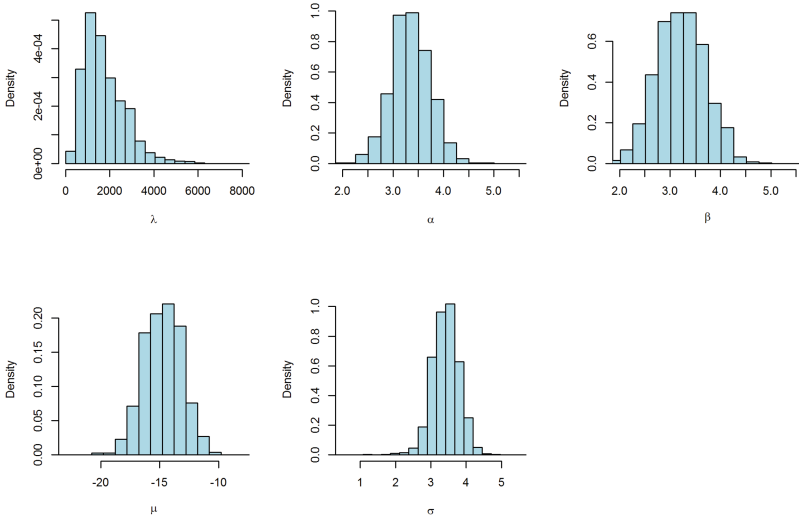 Density
0e+00 2e-04 4e-04
0 2000 4000 6000 8000
λ
Density
0.0 0.2 0.4 0.6 0.8 1.0
2.0 3.0 4.0 5.0
α
Density
0.0 0.2 0.4 0.6
2.0 3.0 4.0 5.0
β
Density
0.00 0.05 0.10 0.15 0.20
-20 -15 -10
μ
Density
0.0 0.2 0.4 0.6 0.8 1.0
1 2 3 4 5
σ